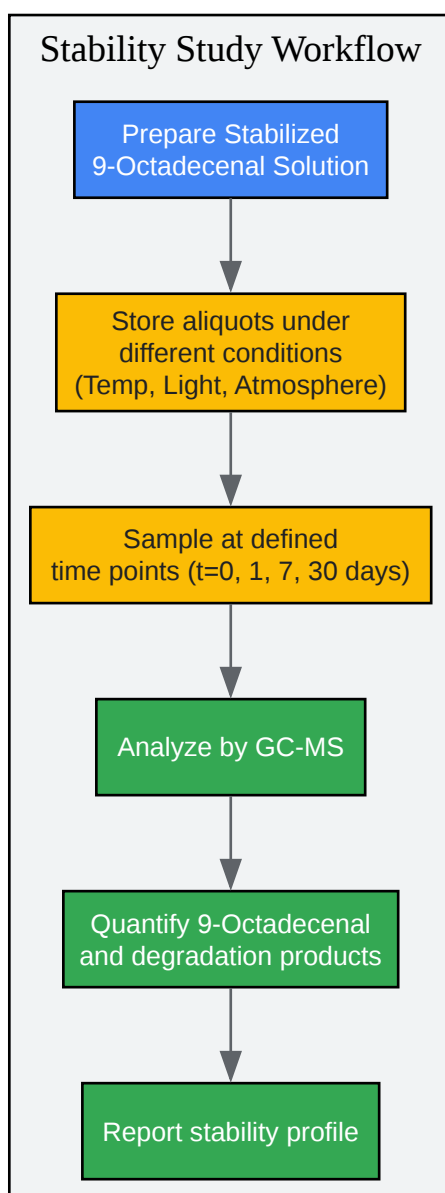 Stability Study Workflow
Prepare Stabilized
9-Octadecenal Solution
Store aliquots under
different conditions
(Temp, Light, Atmosphere)
Sample at defined
time points (t=0, 1, 7, 30 days)
Analyze by GC-MS
Quantify 9-Octadecenal
and degradation products
Report stability profile